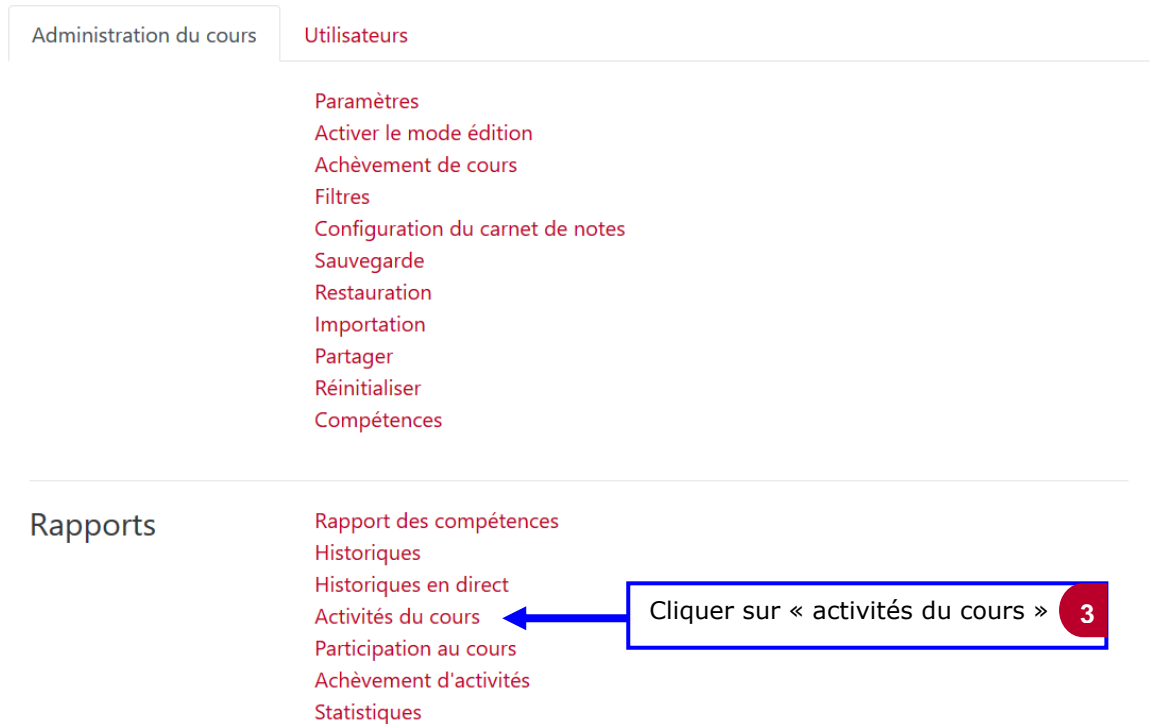 Administration du cours
Utilisateurs
Paramètres
Activer le mode édition
Achèvement de cours
Filtres
Configuration du carnet de notes
Sauvegarde
Restauration
Importation
Partager
Réinitialiser
Compétences
Rapports
Rapport des compétences
Historiques
Historiques en direct
Activités du cours
Cliquer sur « activités du cours » 3
Participation au cours
Achèvement d'activités
Statistiques